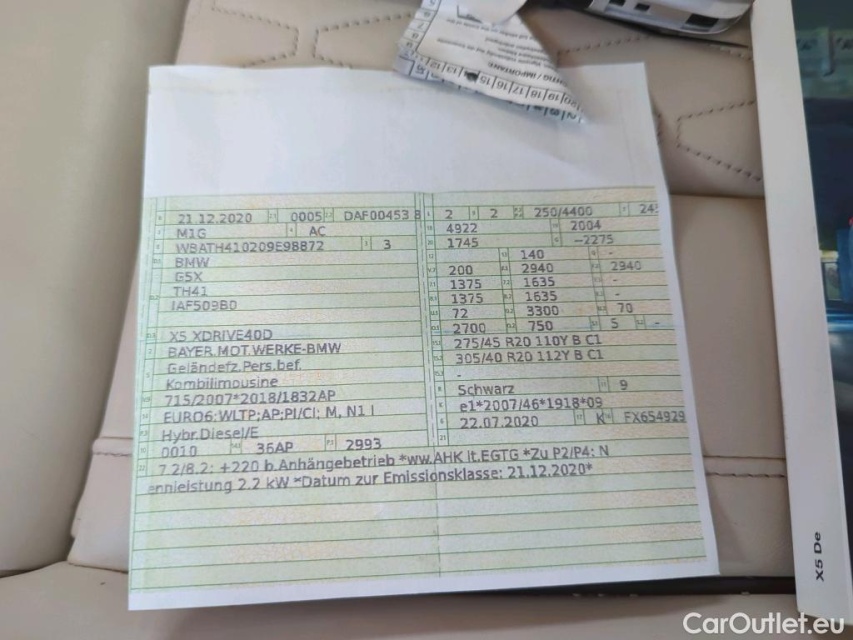 21.12.2020 0005 DAF00453 8
M1G AC
WBATH410209E98872 3
BMW
G5X
TH41
IAF509B0
X5 XDRIVE40D
BAYER.MOT.WERKE-BMW
Geländefz.Pers.bef.
Kombilimousine
715/2007*2018/1832AP
EURO6;WLTP;AP;PI/CI; M, N1 I
Hybr.Diesel/E
0010 36AP 2993
2 2 250/4400 245
4922 2004
1745 -2275
140 -
200 2940 2940
1375 1635 -
1375 1635 -
72 3300 70
2700 750 5 -
275/45 R20 110Y B C1
305/40 R20 112Y B C1
-
Schwarz 9
e1*2007/46*1918*09
22.07.2020 K FX654929
7.2/8.2: +220 b.Anhängebetrieb *ww.AHK lt.EGTG *Zu P2/P4: N
ennleistung 2.2 kW *Datum zur Emissionsklasse: 21.12.2020*
X5 De
CarOutlet.eu